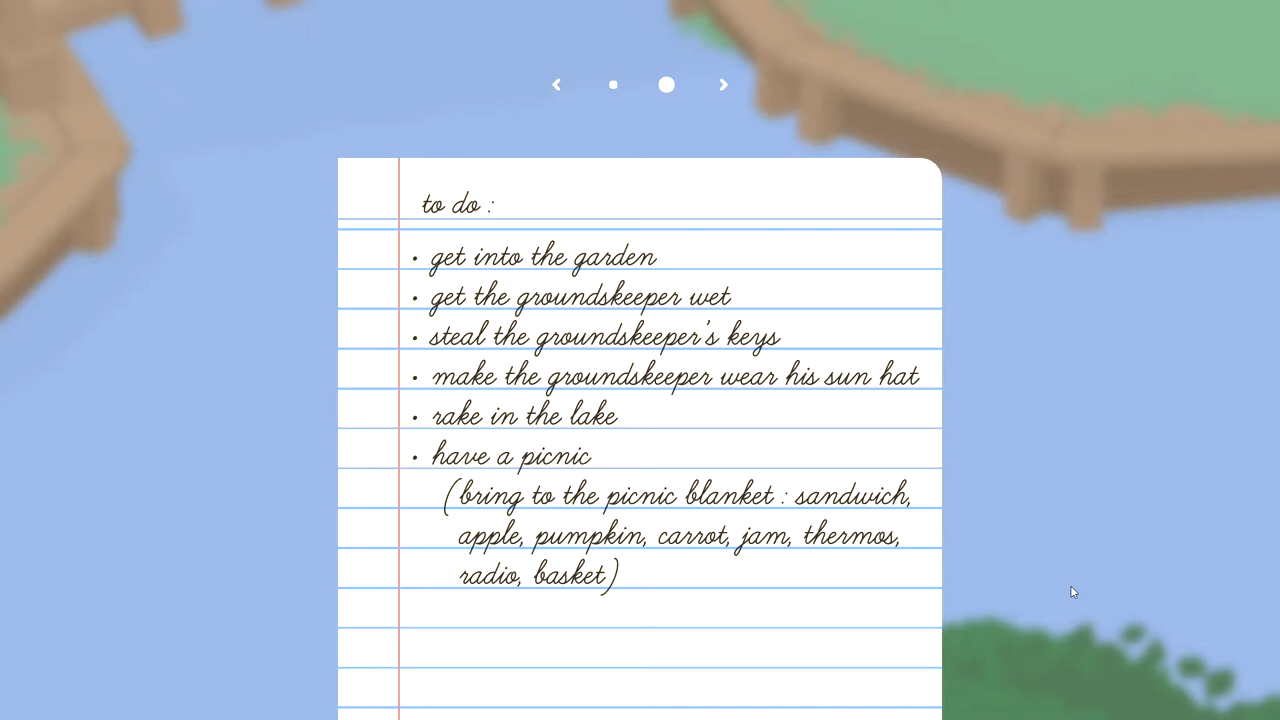 to do :
• get into the garden
• get the groundskeeper wet
• steal the groundskeeper's keys
• make the groundskeeper wear his sun hat
• rake in the lake
• have a picnic
(bring to the picnic blanket : sandwich,
apple, pumpkin, carrot, jam, thermos,
radio, basket)